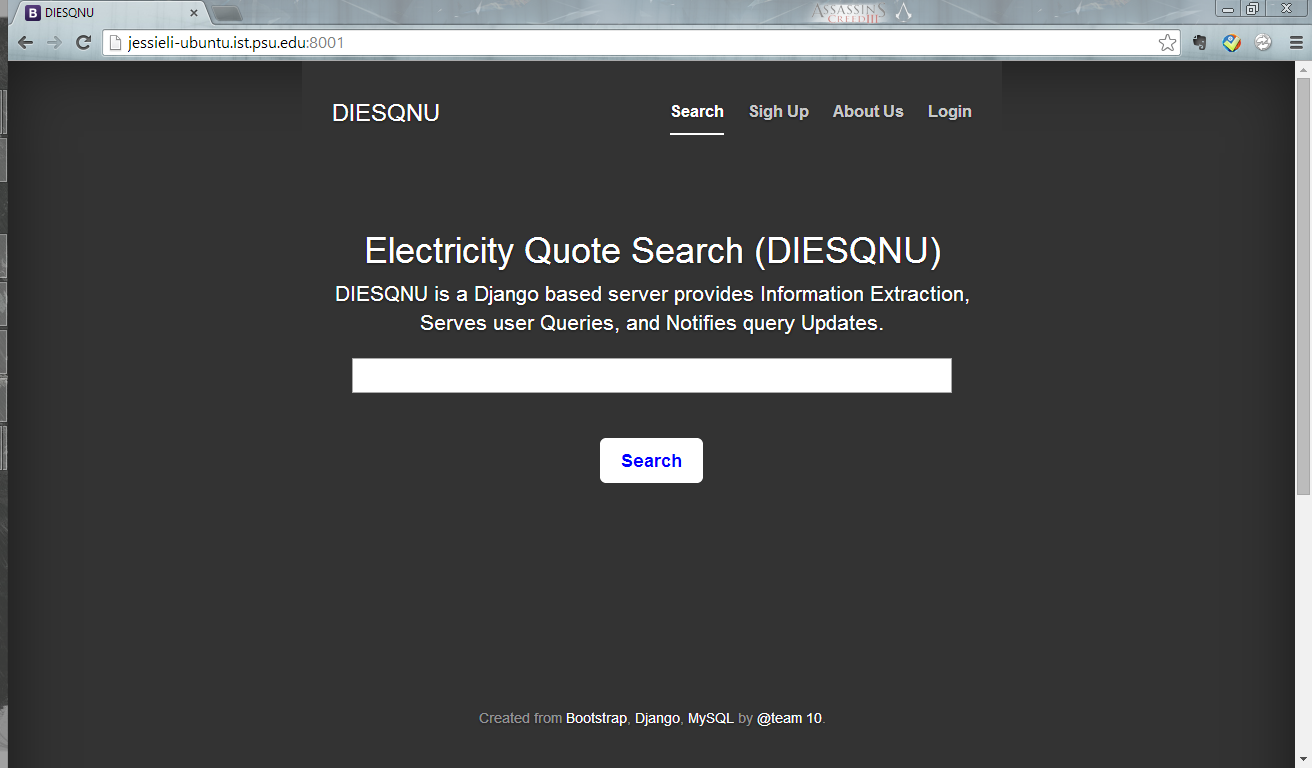 ASSASSIN'S
CREED III
DIESQNU
jessieli-ubuntu.ist.psu.edu:8001
DIESQNU
Search
Sigh Up
About Us
Login
Electricity Quote Search (DIESQNU)
DIESQNU is a Django based server provides Information Extraction,
Serves user Queries, and Notifies query Updates.
Search
Created from Bootstrap, Django, MySQL by @team 10.